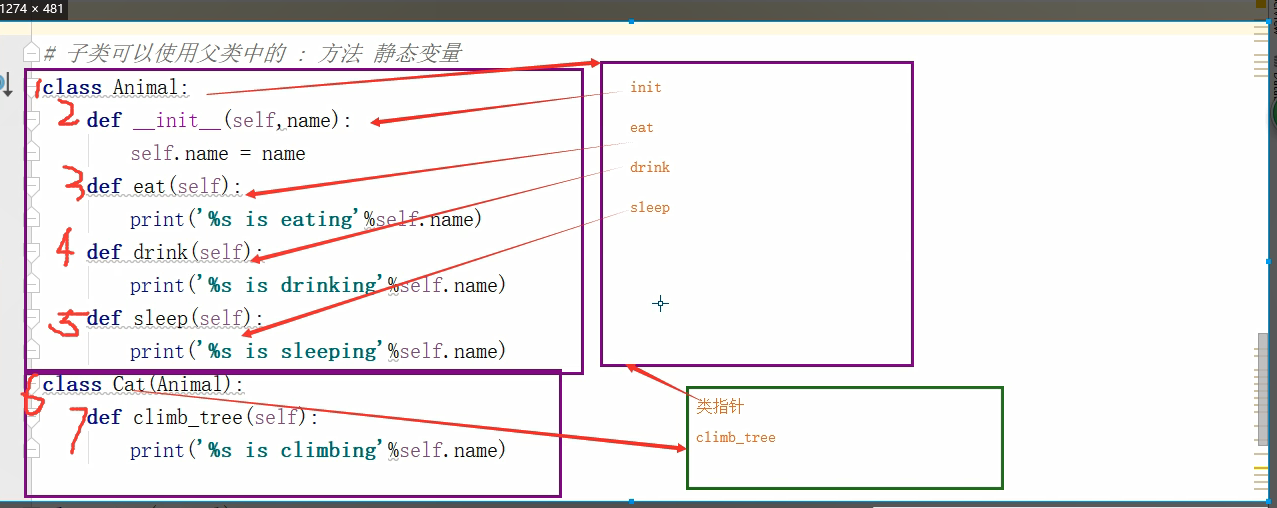 1274 × 481
# 子类可以使用父类中的 : 方法 静态变量
1 class Animal:
2 def __init__(self,name):
self.name = name
3 def eat(self):
print('%s is eating'%self.name)
4 def drink(self):
print('%s is drinking'%self.name)
5 def sleep(self):
print('%s is sleeping'%self.name)
6 class Cat(Animal):
7 def climb_tree(self):
print('%s is climbing'%self.name)
init
eat
drink
sleep
类指针
climb_tree